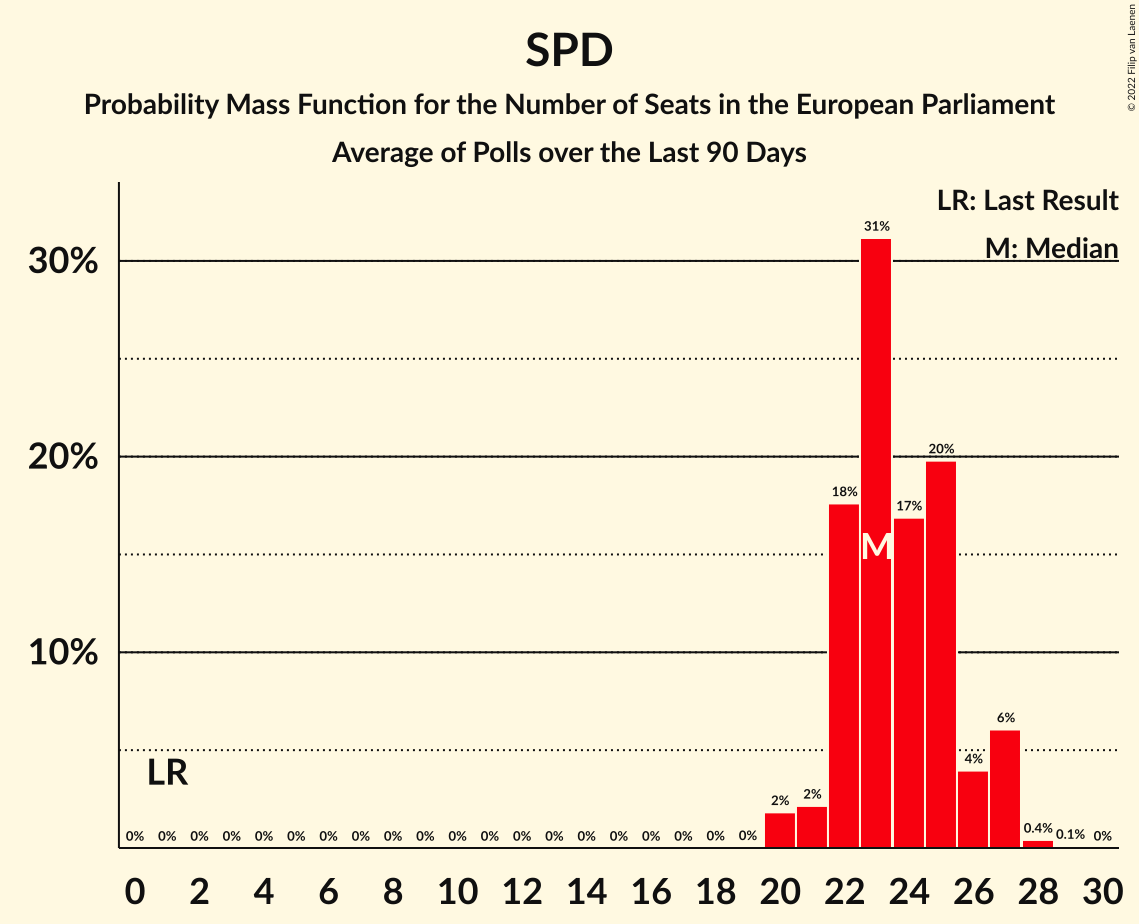 SPD
Probability Mass Function for the Number of Seats in the European Parliament
Average of Polls over the Last 90 Days
© 2022 Filip van Laenen
LR: Last Result
M: Median
30%
20%
10%
31%
20%
18%
17%
M
6%
4%
2% 2%
0.4% 0.1% 0%
LR
0% 0% 0% 0% 0% 0% 0% 0% 0% 0% 0% 0% 0% 0% 0% 0% 0% 0% 0% 0%
0 2 4 6 8 10 12 14 16 18 20 22 24 26 28 30